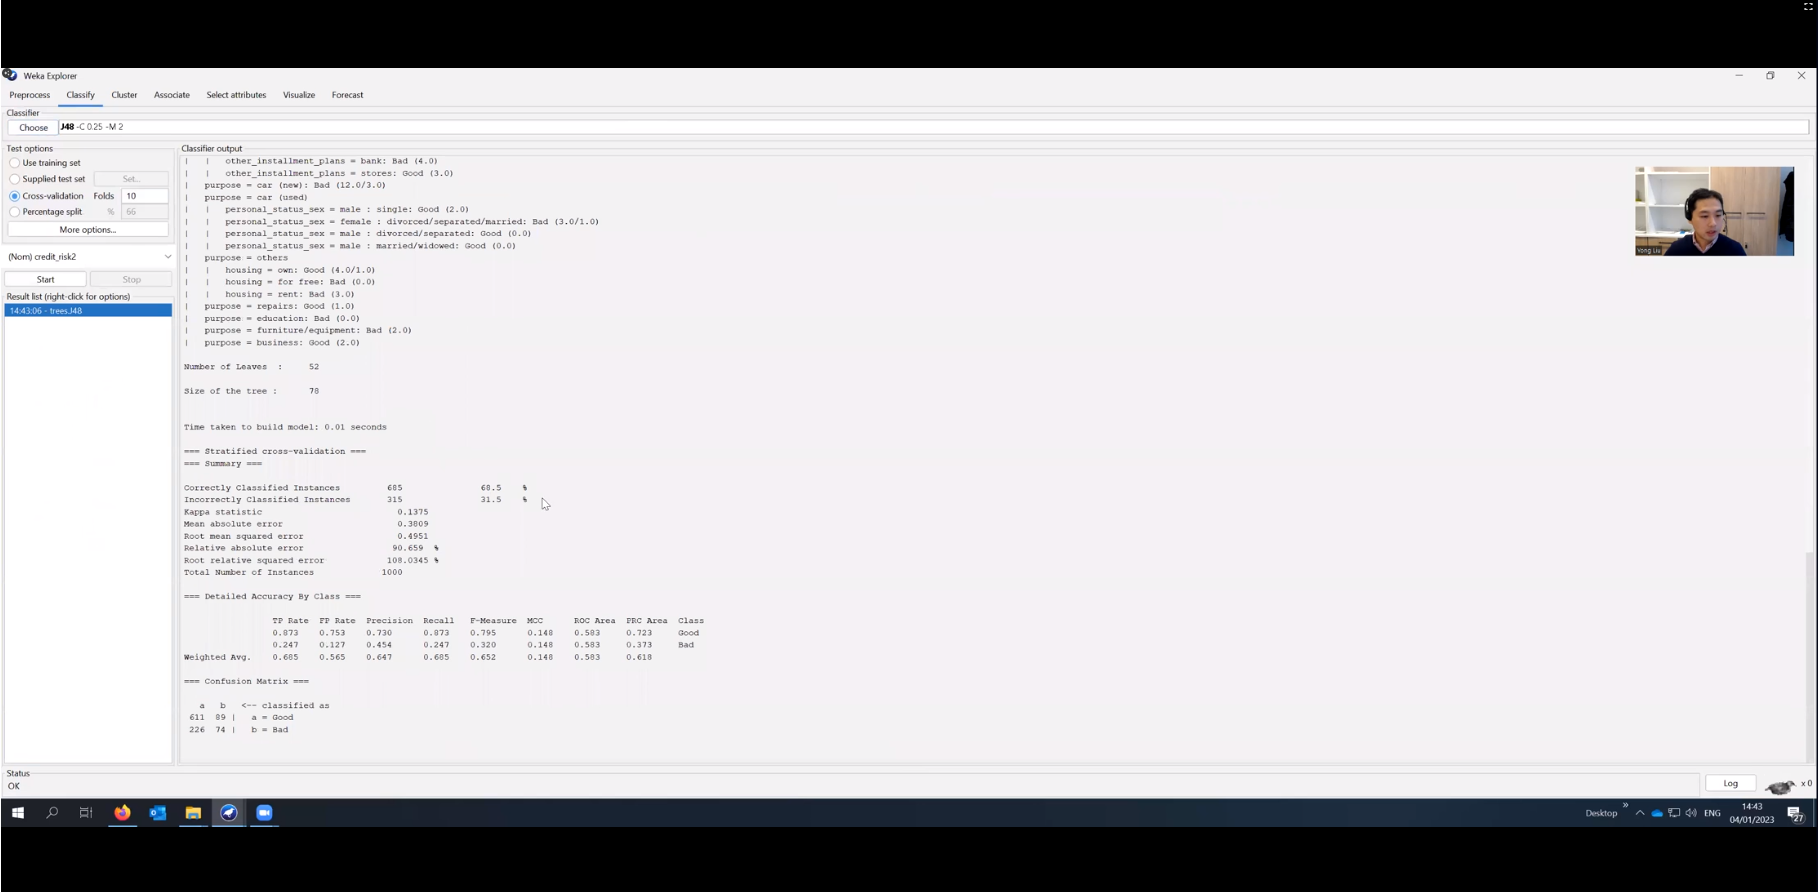 Weka Explorer
Preprocess Classify Cluster Associate Select attributes Visualize Forecast
Classifier
Choose J48 -C 0.25 -M 2
Test options
Use training set
Supplied test set Set...
Cross-validation Folds 10
Percentage split % 66
More options...
(Nom) credit_risk2
Start Stop
Result list (right-click for options)
14:43:06 - trees.J48
Classifier output
| | other_installment_plans = bank: Bad (4.0)
| | other_installment_plans = stores: Good (3.0)
| purpose = car (new): Bad (12.0/3.0)
| purpose = car (used)
| | personal_status_sex = male : single: Good (2.0)
| | personal_status_sex = female : divorced/separated/married: Bad (3.0/1.0)
| | personal_status_sex = male : divorced/separated: Good (0.0)
| | personal_status_sex = male : married/widowed: Good (0.0)
| purpose = others
| | housing = own: Good (4.0/1.0)
| | housing = for free: Bad (0.0)
| | housing = rent: Bad (3.0)
| purpose = repairs: Good (1.0)
| purpose = education: Bad (0.0)
| purpose = furniture/equipment: Bad (2.0)
| purpose = business: Good (2.0)
Number of Leaves : 52
Size of the tree : 78
Time taken to build model: 0.01 seconds
=== Stratified cross-validation ===
=== Summary ===
Correctly Classified Instances 685 68.5 %
Incorrectly Classified Instances 315 31.5 %
Kappa statistic 0.1375
Mean absolute error 0.3809
Root mean squared error 0.4951
Relative absolute error 90.659 %
Root relative squared error 108.0345 %
Total Number of Instances 1000
=== Detailed Accuracy By Class ===
TP Rate FP Rate Precision Recall F-Measure MCC ROC Area PRC Area Class
0.873 0.753 0.730 0.873 0.795 0.148 0.583 0.723 Good
0.247 0.127 0.454 0.247 0.320 0.148 0.583 0.373 Bad
Weighted Avg. 0.685 0.565 0.647 0.685 0.652 0.148 0.583 0.618
=== Confusion Matrix ===
a b <-- classified as
611 89 | a = Good
226 74 | b = Bad
Yong Liu
Status
OK
Log x 0
Desktop » ENG 14:43
04/01/2023
27